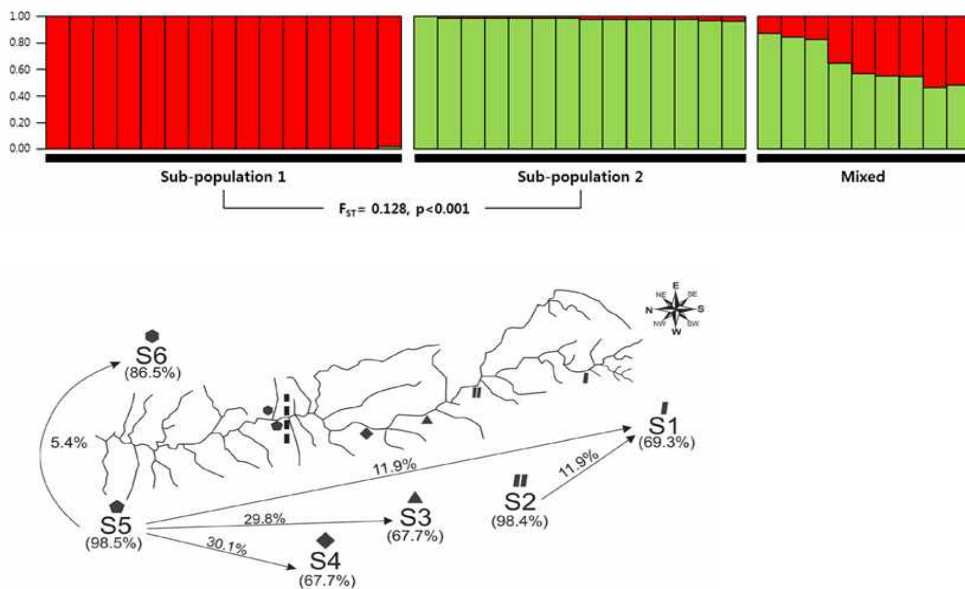 1.00
0.80
0.60
0.40
0.20
0.00
Sub-population 1
Sub-population 2
Mixed
FST= 0.128, p<0.001
E
NE
SE
N
S
NW
SW
W
S6
(86.5%)
5.4%
S1
(69.3%)
11.9%
11.9%
S2
(98.4%)
S5
(98.5%)
29.8%
S3
(67.7%)
30.1%
S4
(67.7%)